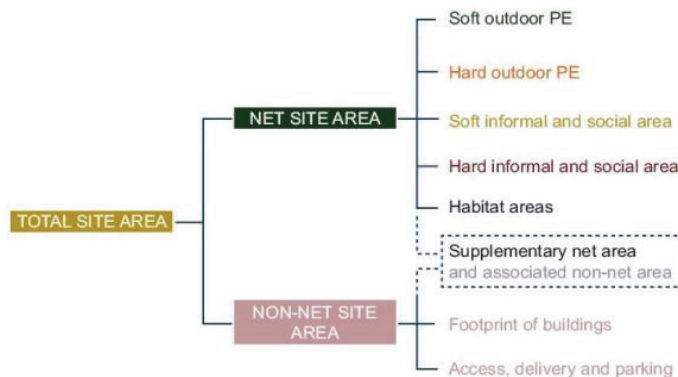 Soft outdoor PE
Hard outdoor PE
NET SITE AREA
Soft informal and social area
Hard informal and social area
Habitat areas
TOTAL SITE AREA
Supplementary net area
and associated non-net area
NON-NET SITE
AREA
Footprint of buildings
Access, delivery and parking